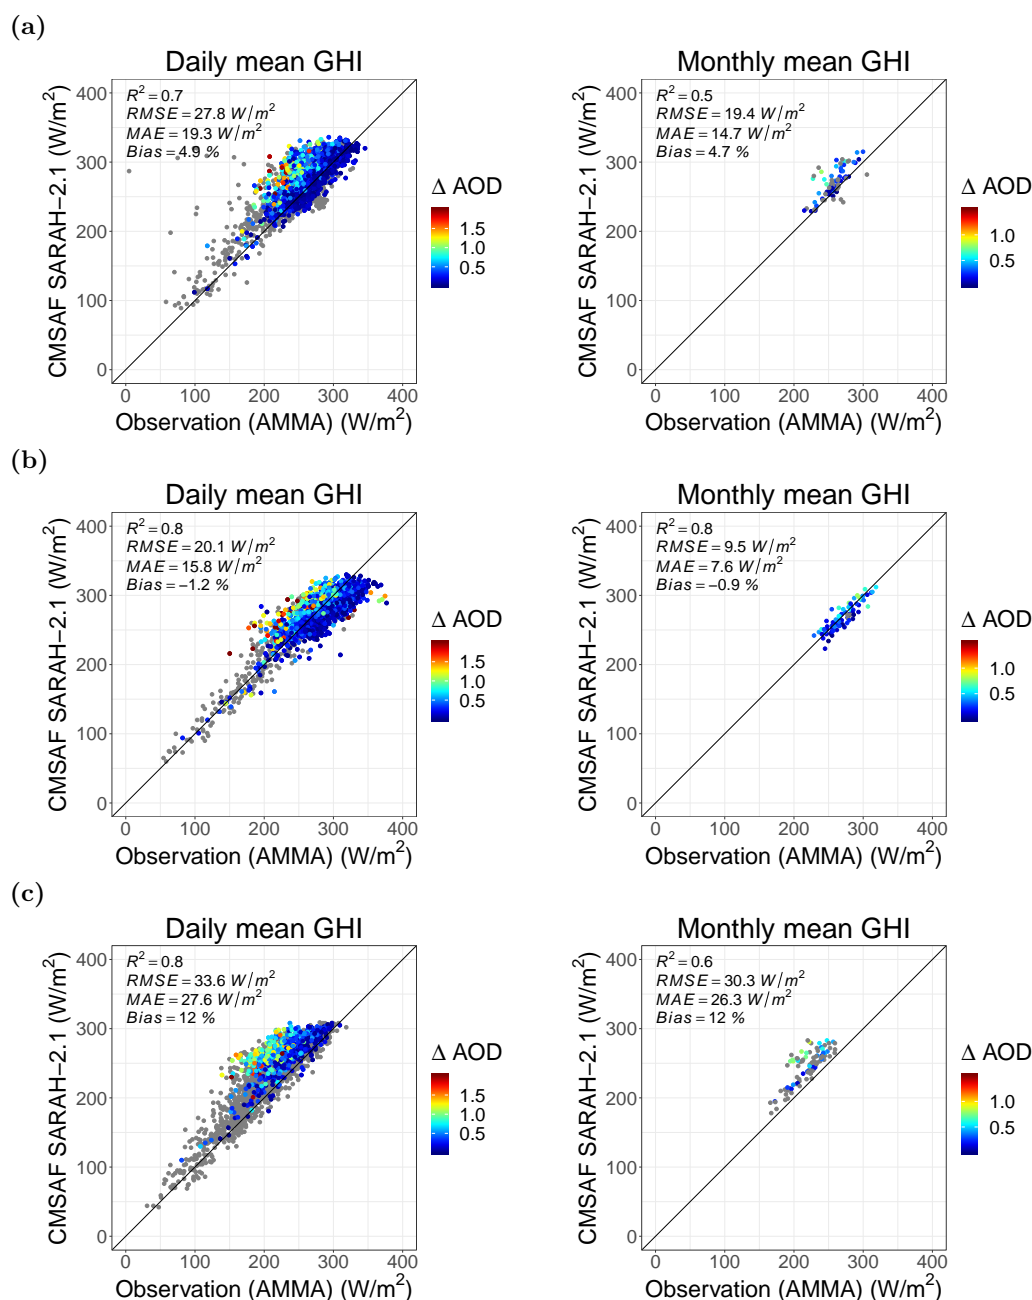 (a)
Daily mean GHI
CMSAF SARAH−2.1 (W/m²)
400
300
200
100
0
R² = 0.7
RMSE = 27.8 W/m²
MAE = 19.3 W/m²
Bias = 4.9 %
0 100 200 300 400
Observation (AMMA) (W/m²)
Δ AOD
1.5
1.0
0.5
Monthly mean GHI
CMSAF SARAH−2.1 (W/m²)
400
300
200
100
0
R² = 0.5
RMSE = 19.4 W/m²
MAE = 14.7 W/m²
Bias = 4.7 %
0 100 200 300 400
Observation (AMMA) (W/m²)
Δ AOD
1.0
0.5
(b)
Daily mean GHI
CMSAF SARAH−2.1 (W/m²)
400
300
200
100
0
R² = 0.8
RMSE = 20.1 W/m²
MAE = 15.8 W/m²
Bias = −1.2 %
0 100 200 300 400
Observation (AMMA) (W/m²)
Δ AOD
1.5
1.0
0.5
Monthly mean GHI
CMSAF SARAH−2.1 (W/m²)
400
300
200
100
0
R² = 0.8
RMSE = 9.5 W/m²
MAE = 7.6 W/m²
Bias = −0.9 %
0 100 200 300 400
Observation (AMMA) (W/m²)
Δ AOD
1.0
0.5
(c)
Daily mean GHI
CMSAF SARAH−2.1 (W/m²)
400
300
200
100
0
R² = 0.8
RMSE = 33.6 W/m²
MAE = 27.6 W/m²
Bias = 12 %
0 100 200 300 400
Observation (AMMA) (W/m²)
Δ AOD
1.5
1.0
0.5
Monthly mean GHI
CMSAF SARAH−2.1 (W/m²)
400
300
200
100
0
R² = 0.6
RMSE = 30.3 W/m²
MAE = 26.3 W/m²
Bias = 12 %
0 100 200 300 400
Observation (AMMA) (W/m²)
Δ AOD
1.0
0.5